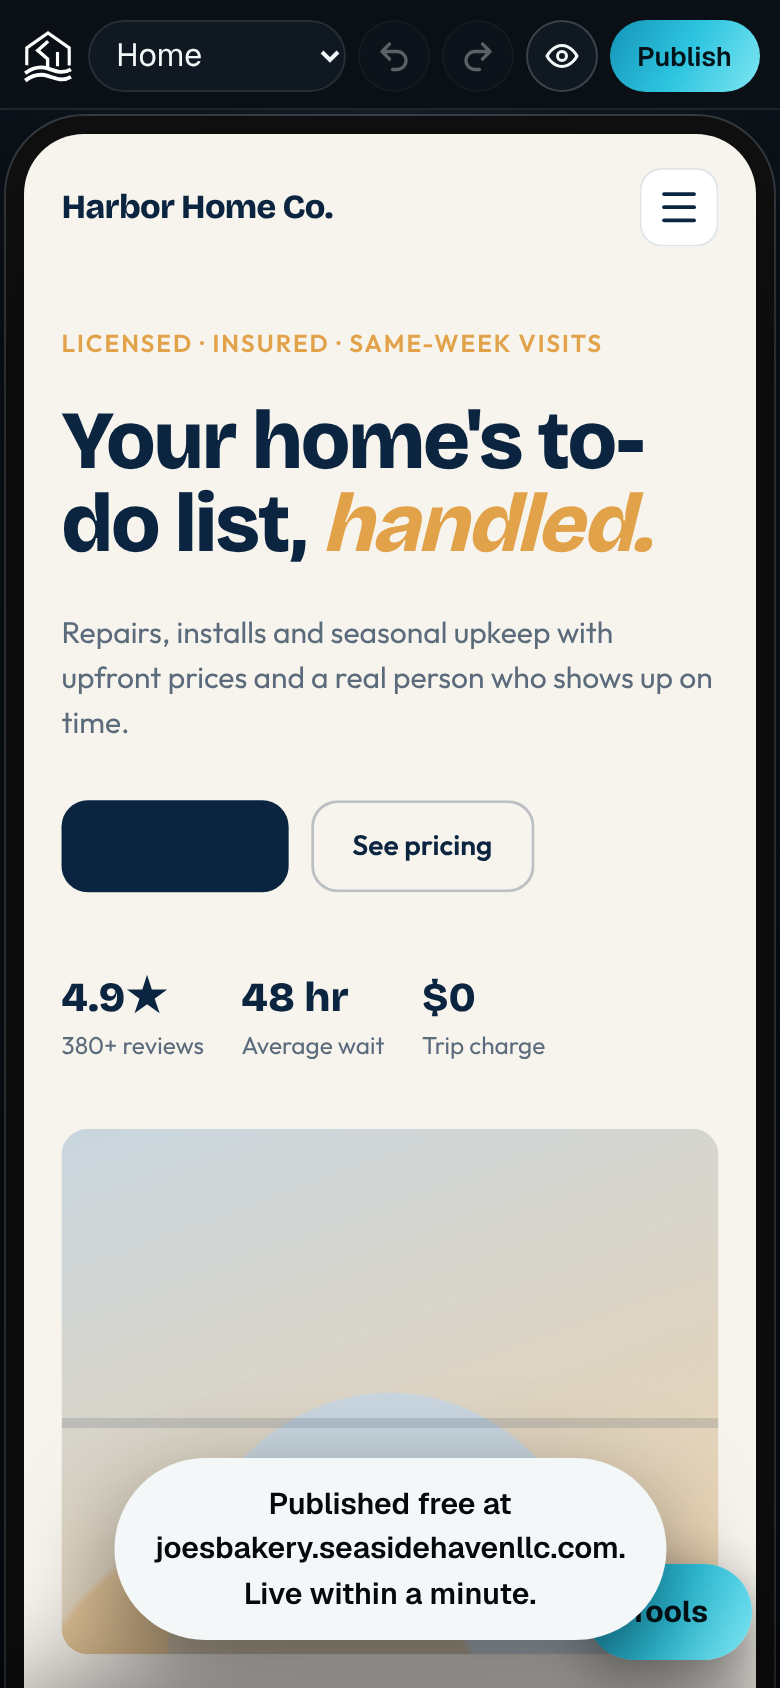 Home
Publish
Harbor Home Co.
LICENSED · INSURED · SAME-WEEK VISITS
Your home's to-
do list, handled.
Repairs, installs and seasonal upkeep with
upfront prices and a real person who shows up on
time.
See pricing
4.9★ 48 hr $0
380+ reviews Average wait Trip charge
Published free at
joesbakery.seasidehavenllc.com.
Live within a minute.
Tools